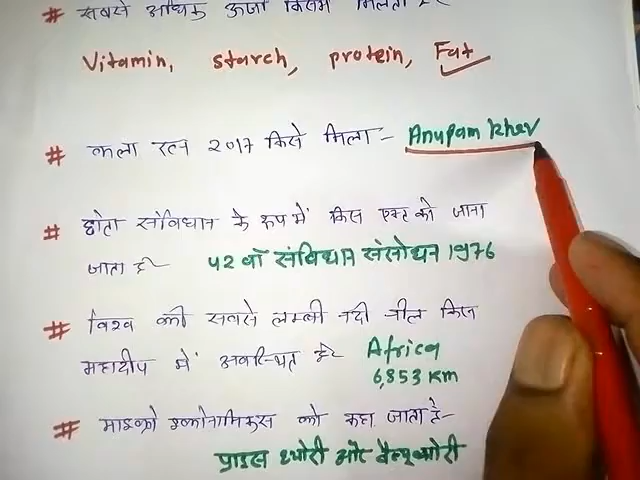 # सबसे अधिक ऊर्जा किसमें मिलती है
Vitamin, starch, protein, Fat
# कला रत्न २०१७ किसे मिला - Anupam kher
# छोटा संविधान के रूप में किस एक्ट को जाना
जाता है 42 वाँ संविधान संसोधन 1976
# विश्व की सबसे लम्बी नदी नील किस
महाद्वीप में अवस्थित है Africa
6,853 Km
# माइक्रो इकोनामिक्स को कहा जाता है -
प्राइस थ्योरी और वैल्यू थ्योरी